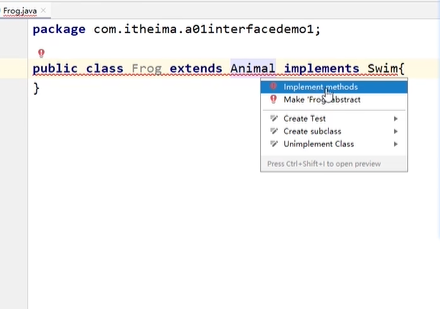 Frog.java
package com.itheima.a01interfacedemo1;
public class Frog extends Animal implements Swim{
Implement methods
Make 'Frog' abstract
Create Test
Create subclass
Unimplement Class
Press Ctrl+Shift+I to open preview
}